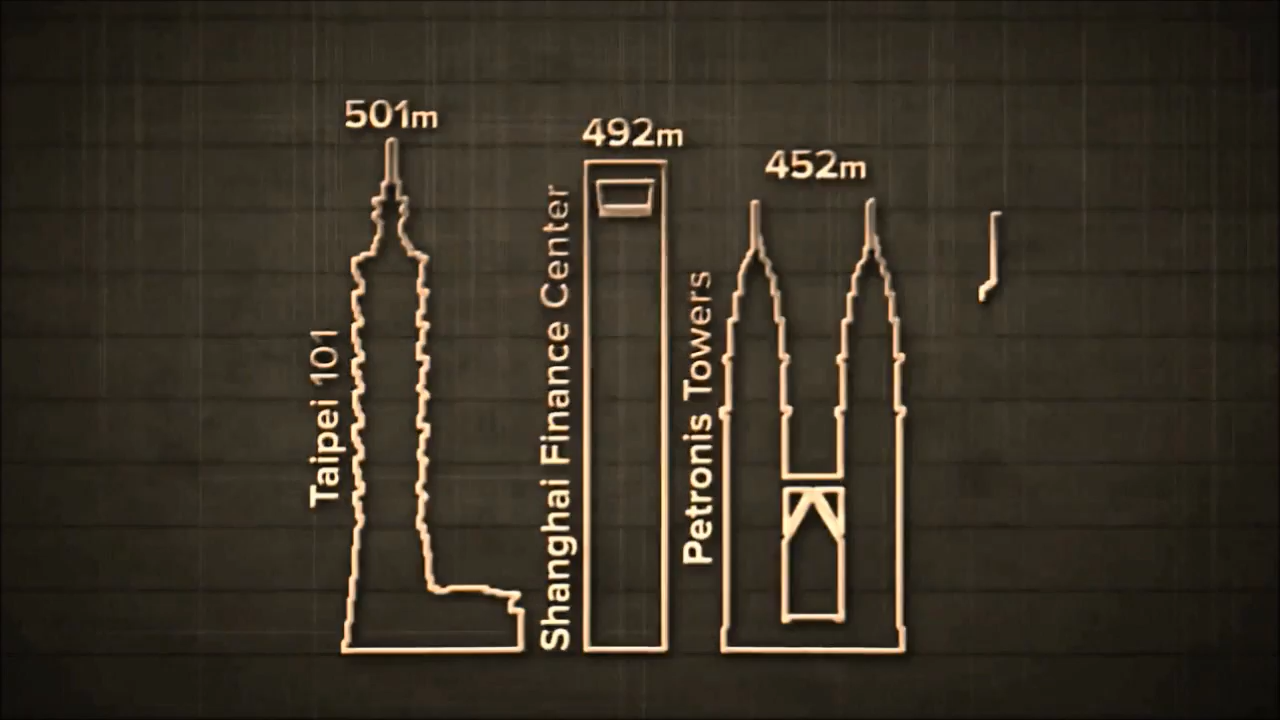 501m
Taipei 101
492m
Shanghai Finance Center
452m
Petronis Towers